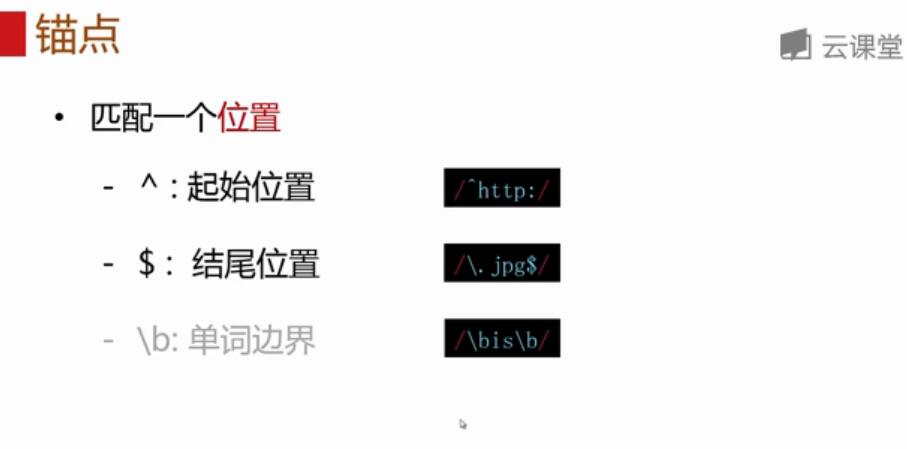 锚点
云课堂
• 匹配一个位置
- ^ : 起始位置 /^http:/
- $ : 结尾位置 /\.jpg$/
- \b: 单词边界 /\bis\b/